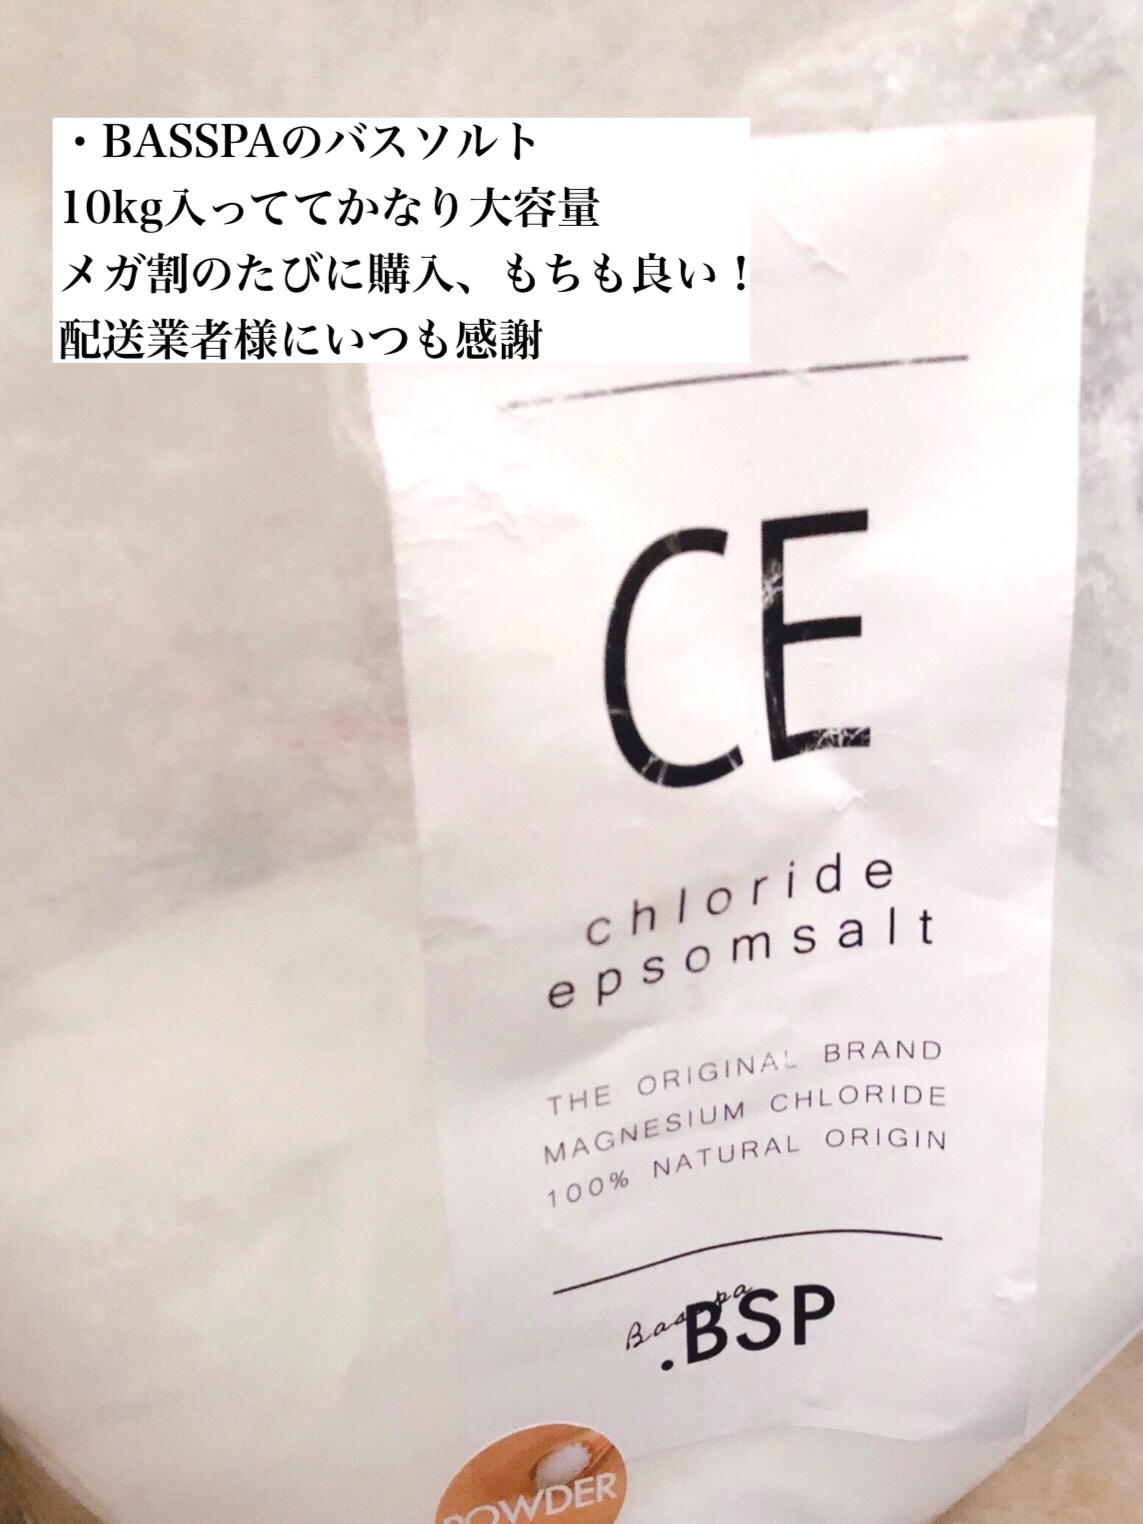 ・BASSPAのバスソルト
10kg入っててかなり大容量
メガ割のたびに購入、もちも良い！
配送業者様にいつも感謝
CE
chloride
epsomsalt
THE ORIGINAL BRAND
MAGNESIUM CHLORIDE
100% NATURAL ORIGIN
Basspa
.BSP
POWDER